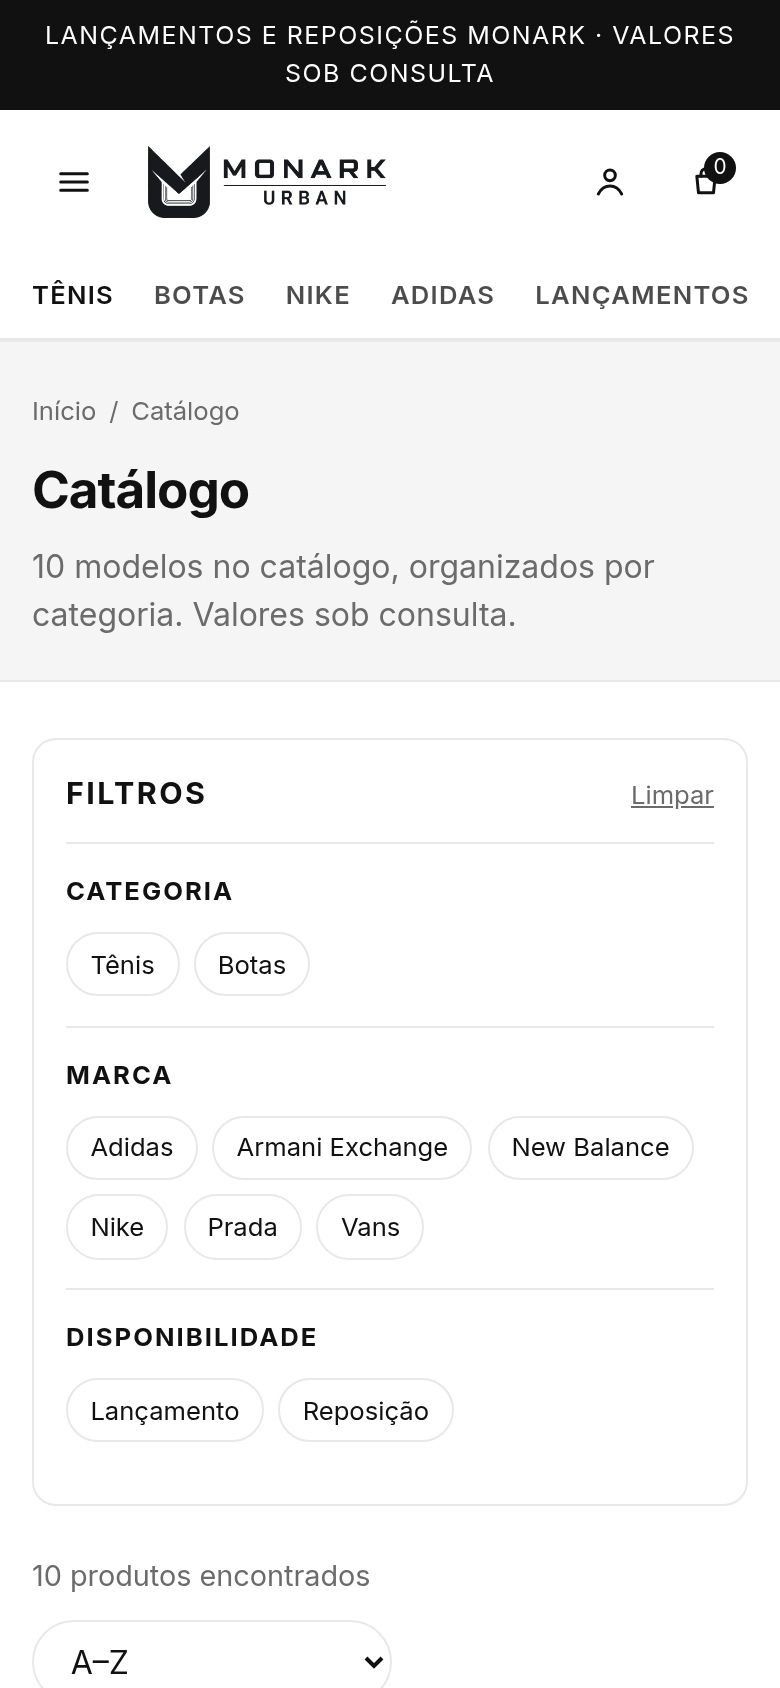 LANÇAMENTOS E REPOSIÇÕES MONARK · VALORES
SOB CONSULTA
MONARK
URBAN
0
TÊNIS BOTAS NIKE ADIDAS LANÇAMENTOS
Início / Catálogo
Catálogo
10 modelos no catálogo, organizados por
categoria. Valores sob consulta.
FILTROS Limpar
CATEGORIA
Tênis Botas
MARCA
Adidas Armani Exchange New Balance
Nike Prada Vans
DISPONIBILIDADE
Lançamento Reposição
10 produtos encontrados
A–Z